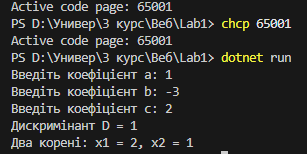 Active code page: 65001
PS D:\Универ\3 курс\Веб\Lab1> chcp 65001
Active code page: 65001
PS D:\Универ\3 курс\Веб\Lab1> dotnet run
Введіть коефіцієнт a: 1
Введіть коефіцієнт b: -3
Введіть коефіцієнт c: 2
Дискримінант D = 1
Два корені: x1 = 2, x2 = 1